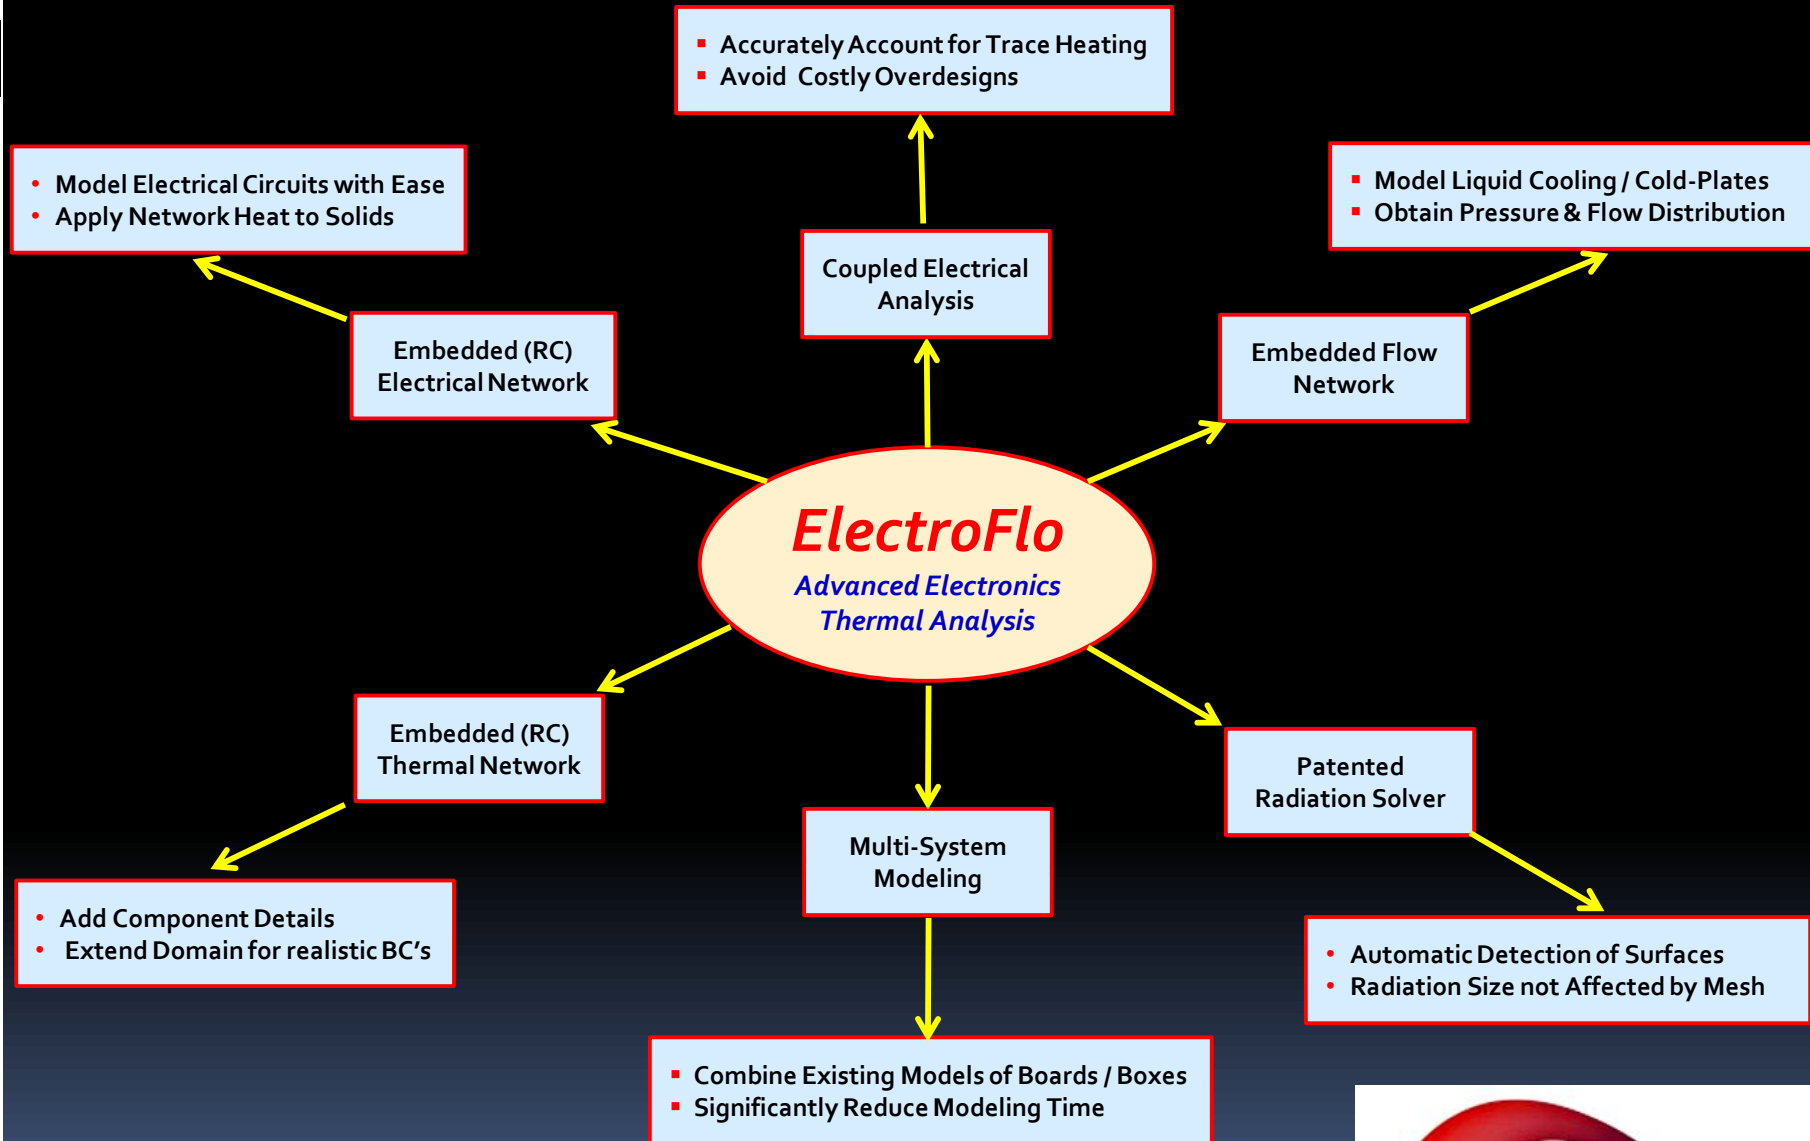 Accurately Account for Trace Heating
Avoid Costly Overdesigns
Model Electrical Circuits with Ease
Apply Network Heat to Solids
Model Liquid Cooling / Cold-Plates
Obtain Pressure & Flow Distribution
Coupled Electrical
Analysis
Embedded (RC)
Electrical Network
Embedded Flow
Network
ElectroFlo
Advanced Electronics
Thermal Analysis
Embedded (RC)
Thermal Network
Patented
Radiation Solver
Multi-System
Modeling
Add Component Details
Extend Domain for realistic BC's
Automatic Detection of Surfaces
Radiation Size not Affected by Mesh
Combine Existing Models of Boards / Boxes
Significantly Reduce Modeling Time